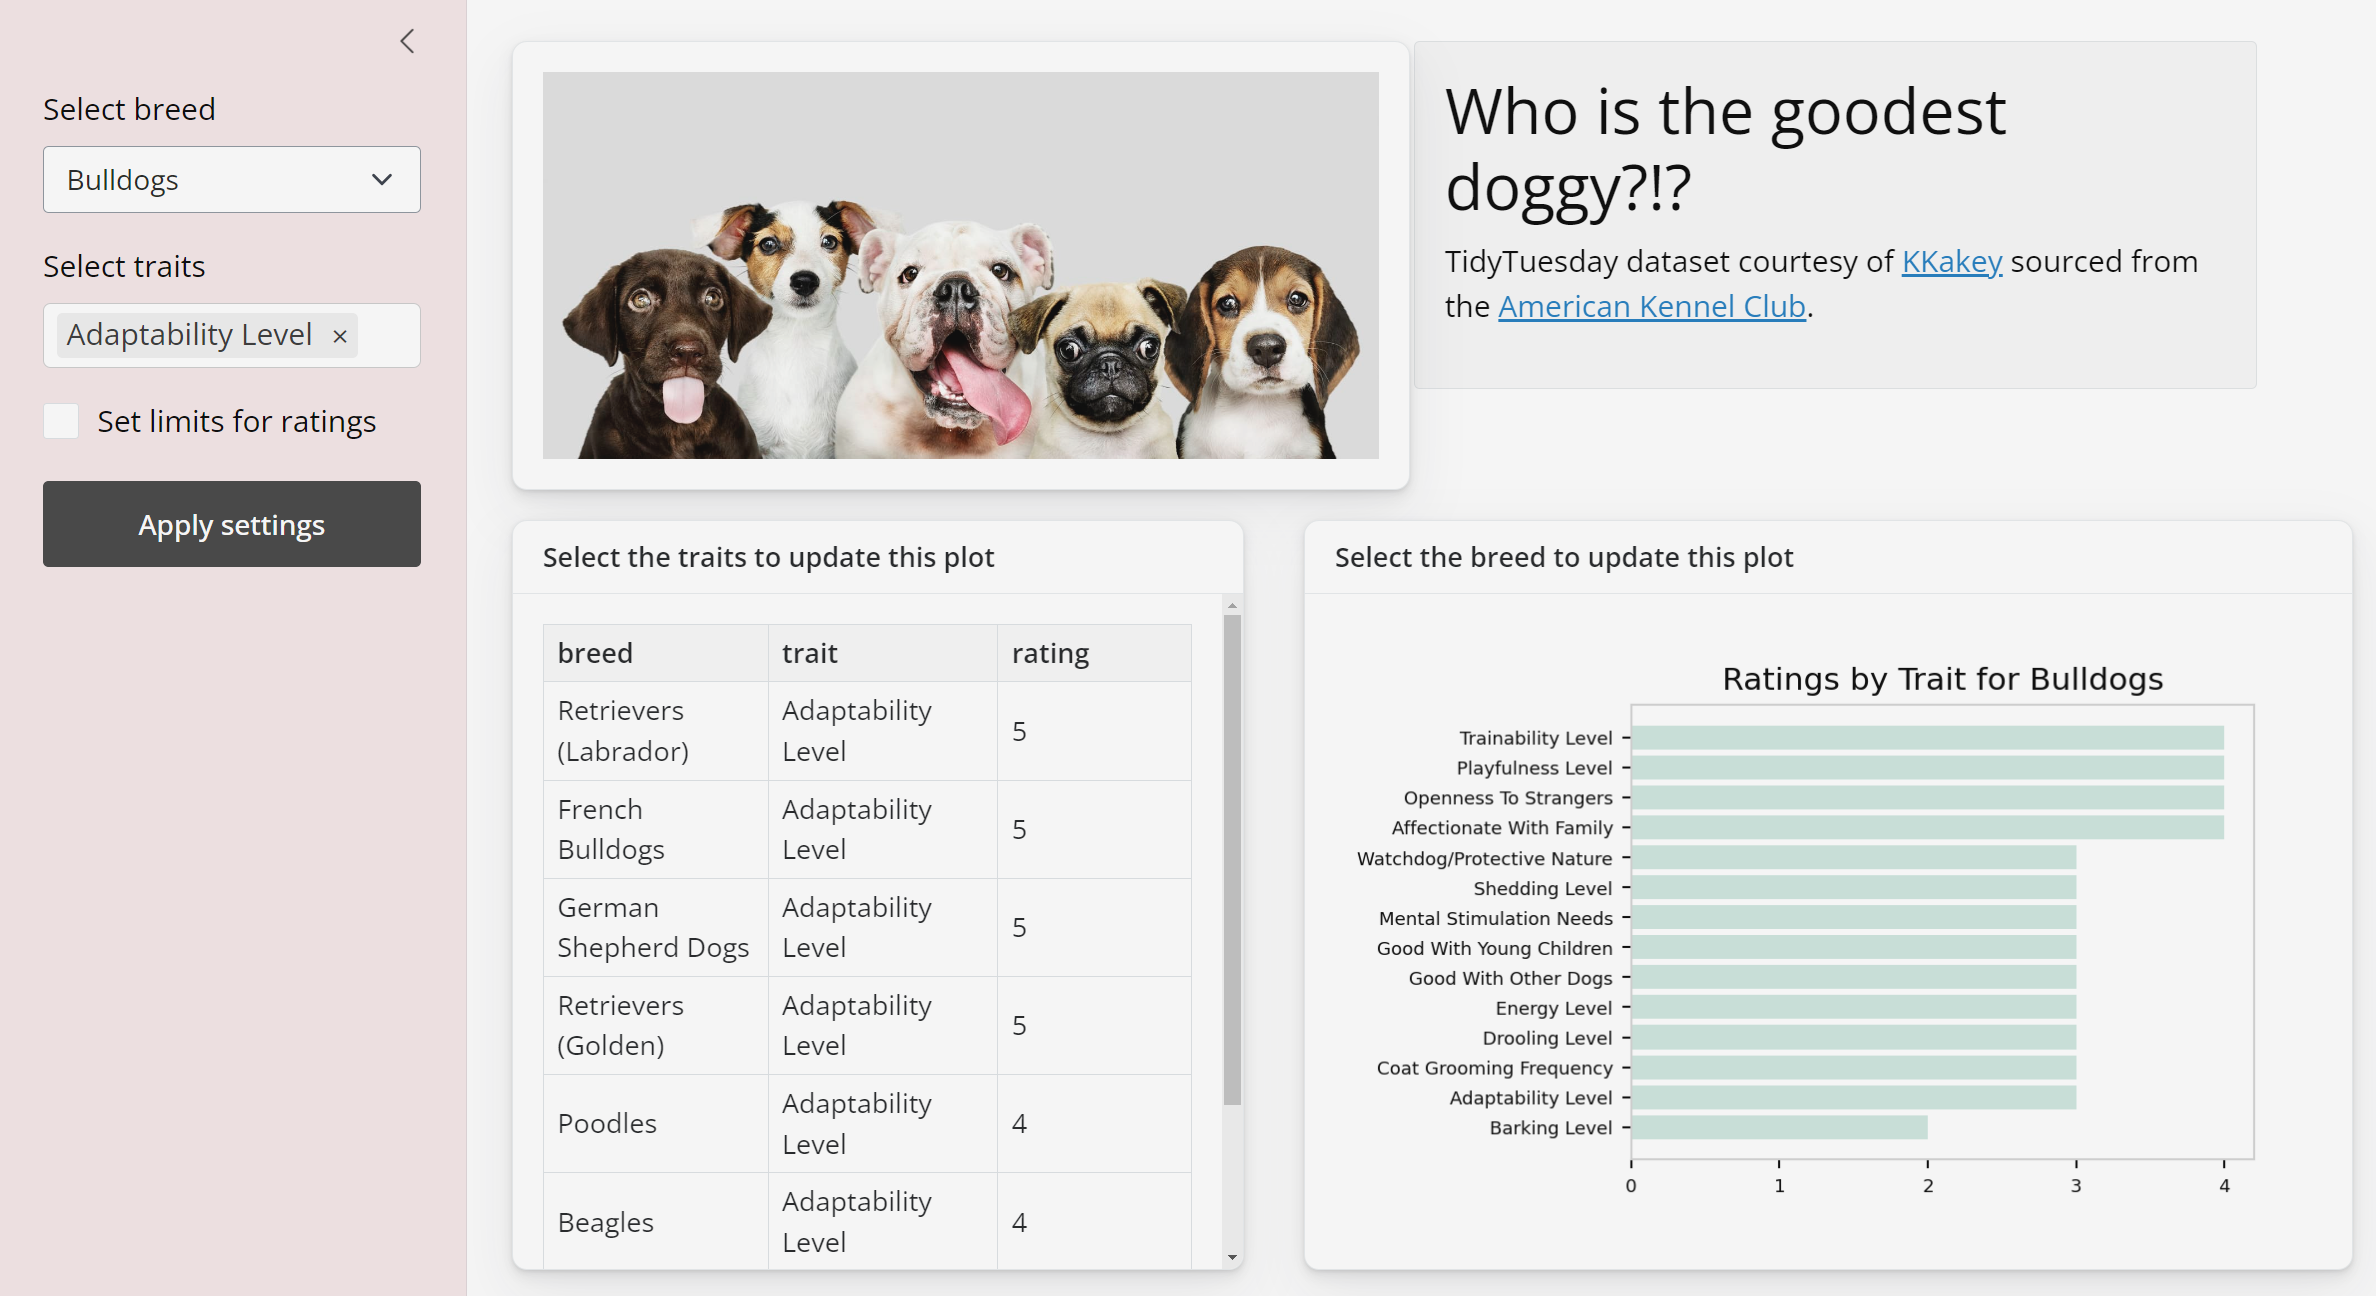 Select breed
Bulldogs
Select traits
Adaptability Level ×
Set limits for ratings
Apply settings
Who is the goodest
doggy?!?
TidyTuesday dataset courtesy of KKakey sourced from
the American Kennel Club.
Select the traits to update this plot
breed trait rating
Retrievers
(Labrador)
Adaptability
Level
5
French
Bulldogs
Adaptability
Level
5
German
Shepherd Dogs
Adaptability
Level
5
Retrievers
(Golden)
Adaptability
Level
5
Poodles
Adaptability
Level
4
Beagles
Adaptability
Level
4
Select the breed to update this plot
Ratings by Trait for Bulldogs
Trainability Level
Playfulness Level
Openness To Strangers
Affectionate With Family
Watchdog/Protective Nature
Shedding Level
Mental Stimulation Needs
Good With Young Children
Good With Other Dogs
Energy Level
Drooling Level
Coat Grooming Frequency
Adaptability Level
Barking Level
0 1 2 3 4